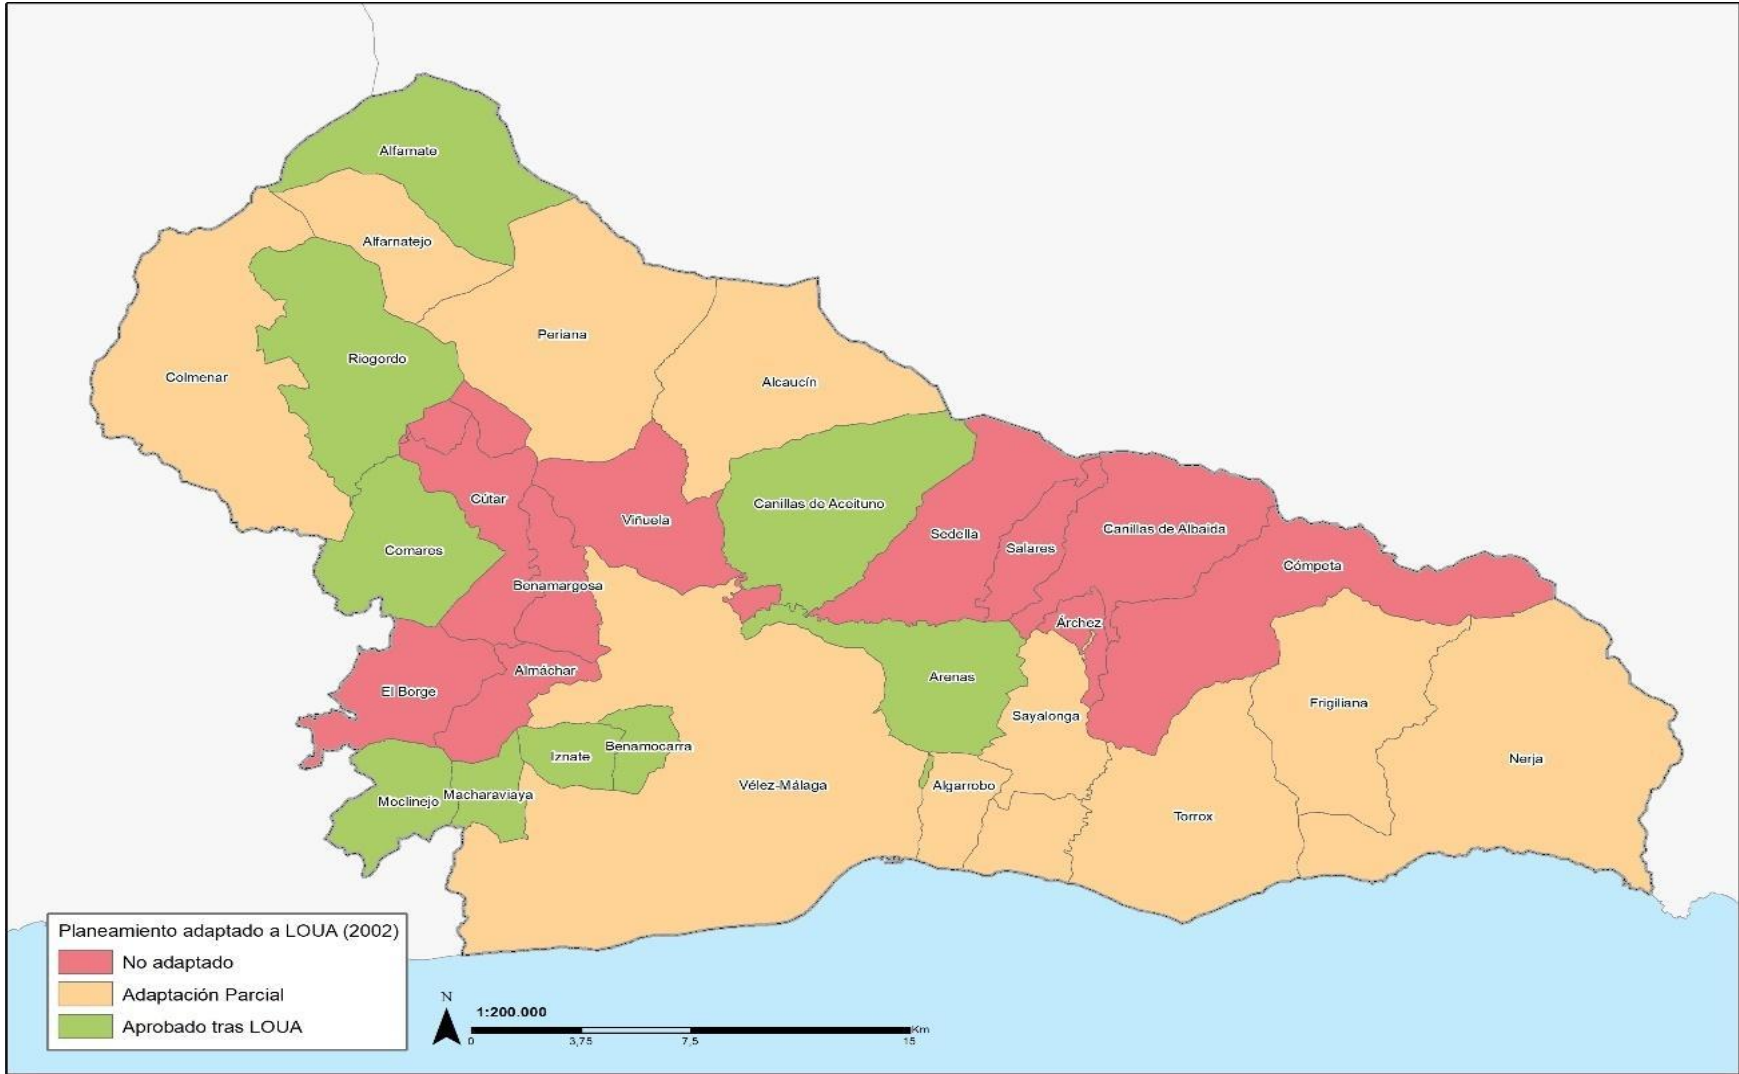 Alfarnate
Alfarnatejo
Periana
Riogordo
Colmenar
Alcaucín
Cútar
Canillas de Aceituno
Viñuela
Canillas de Albaida
Sedella
Salares
Comares
Cómpeta
Benamargosa
Árchez
Almáchar
Arenas
El Borge
Frigiliana
Sayalonga
Benamocarra
Iznate
Nerja
Vélez-Málaga
Algarrobo
Macharaviaya
Moclinejo
Torrox
Planeamiento adaptado a LOUA (2002)
No adaptado
Adaptación Parcial
Aprobado tras LOUA
N
1:200.000
Km
0 3,75 7,5 15